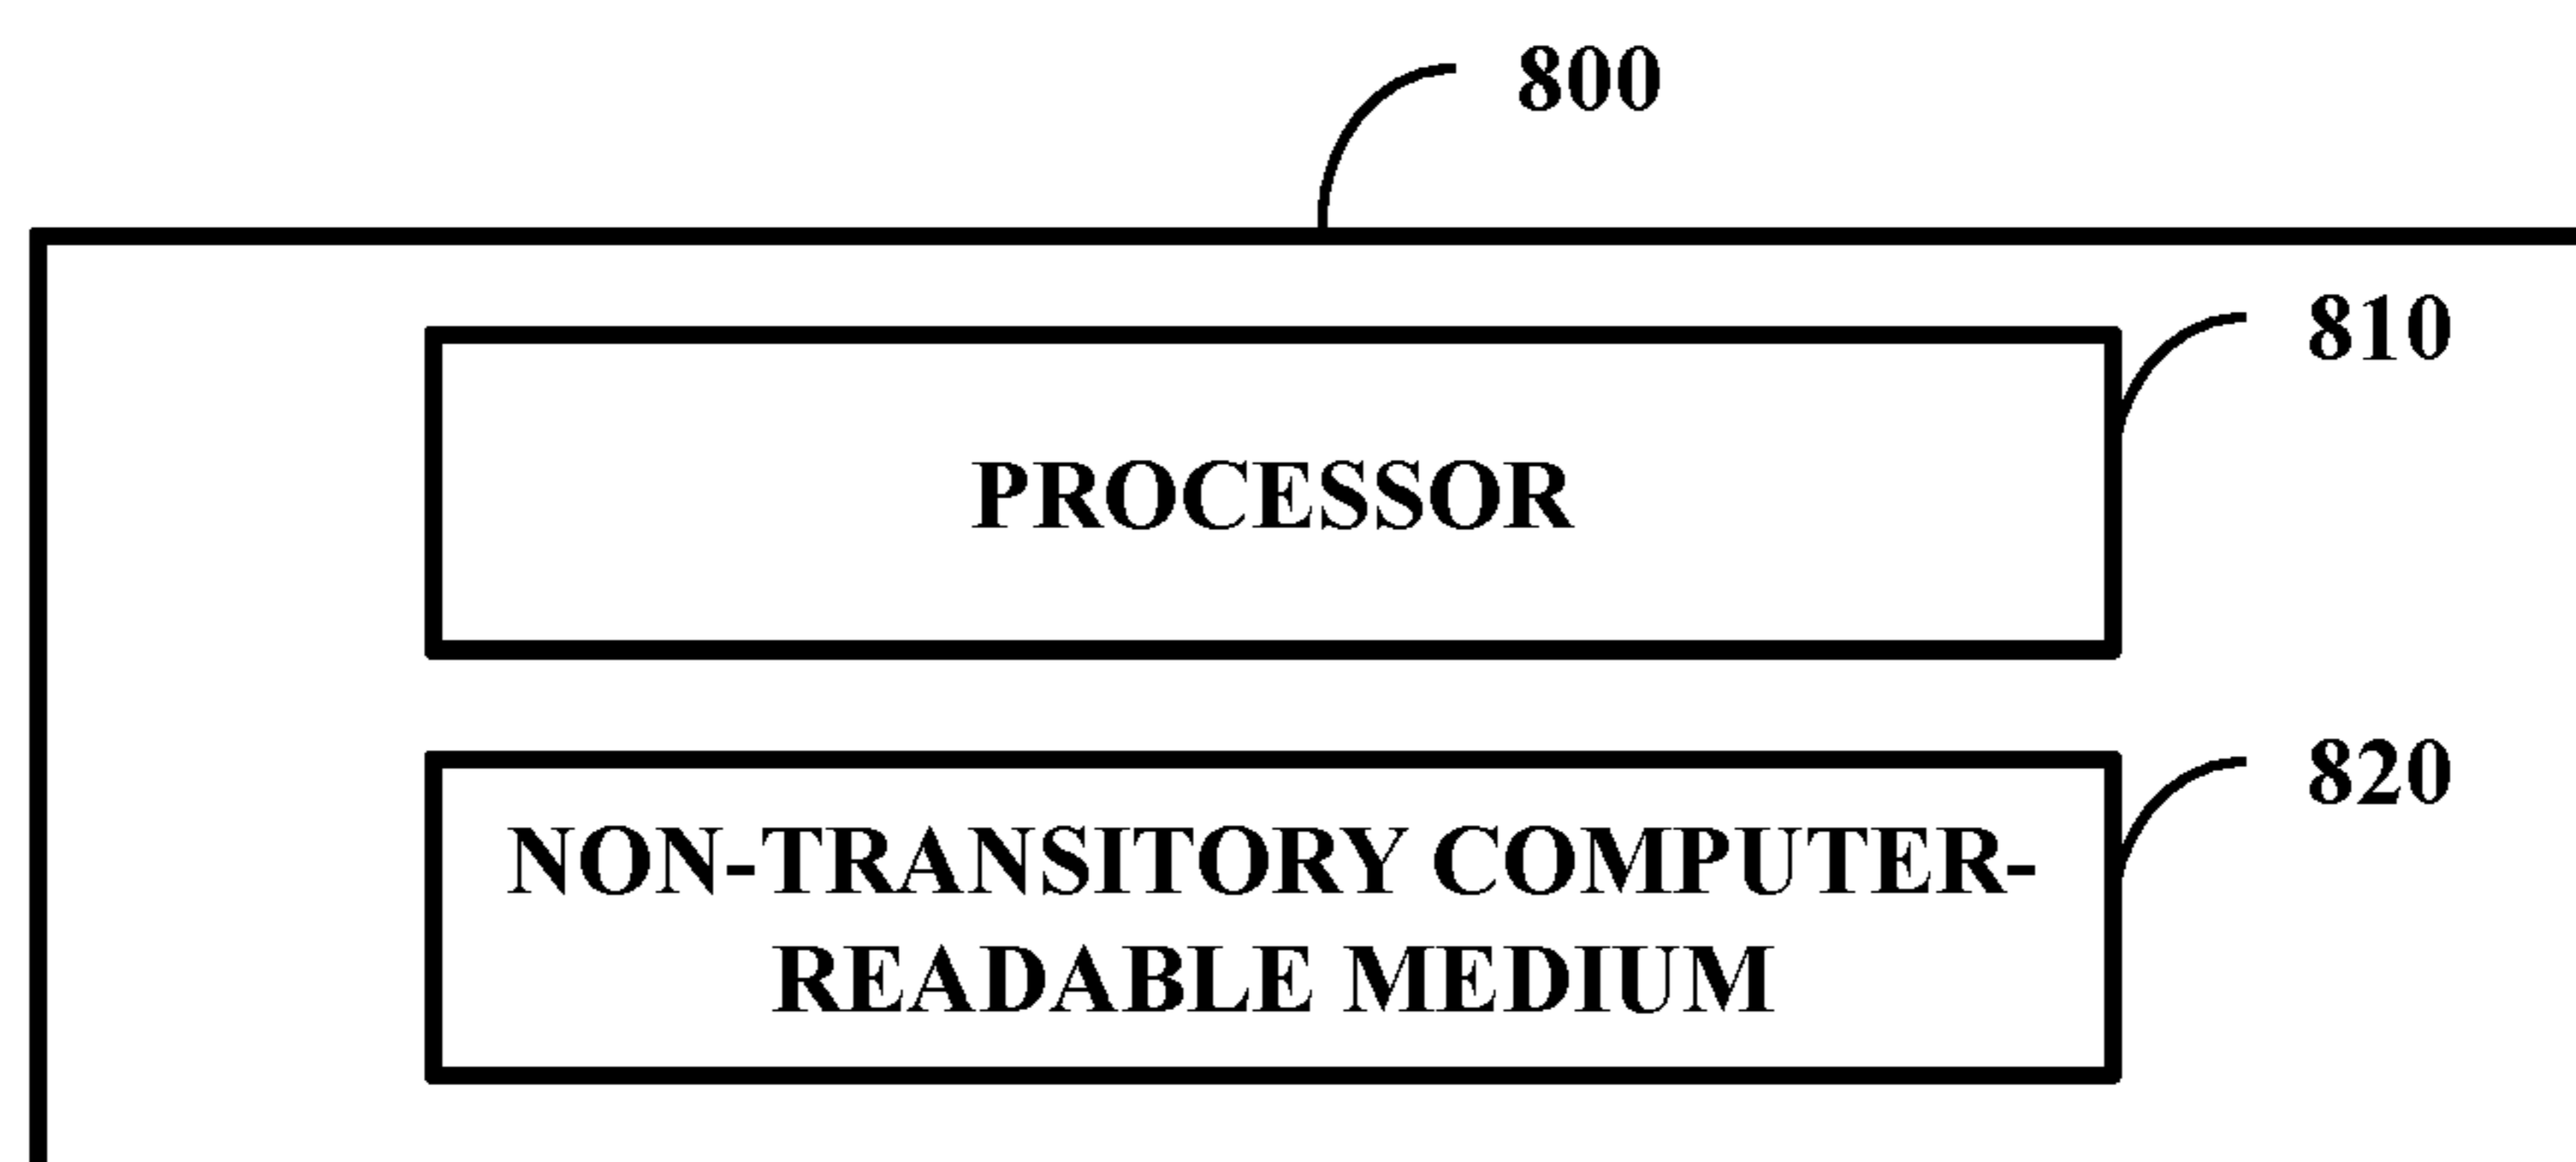 800
810
PROCESSOR
820
NON-TRANSITORY COMPUTER-
READABLE MEDIUM